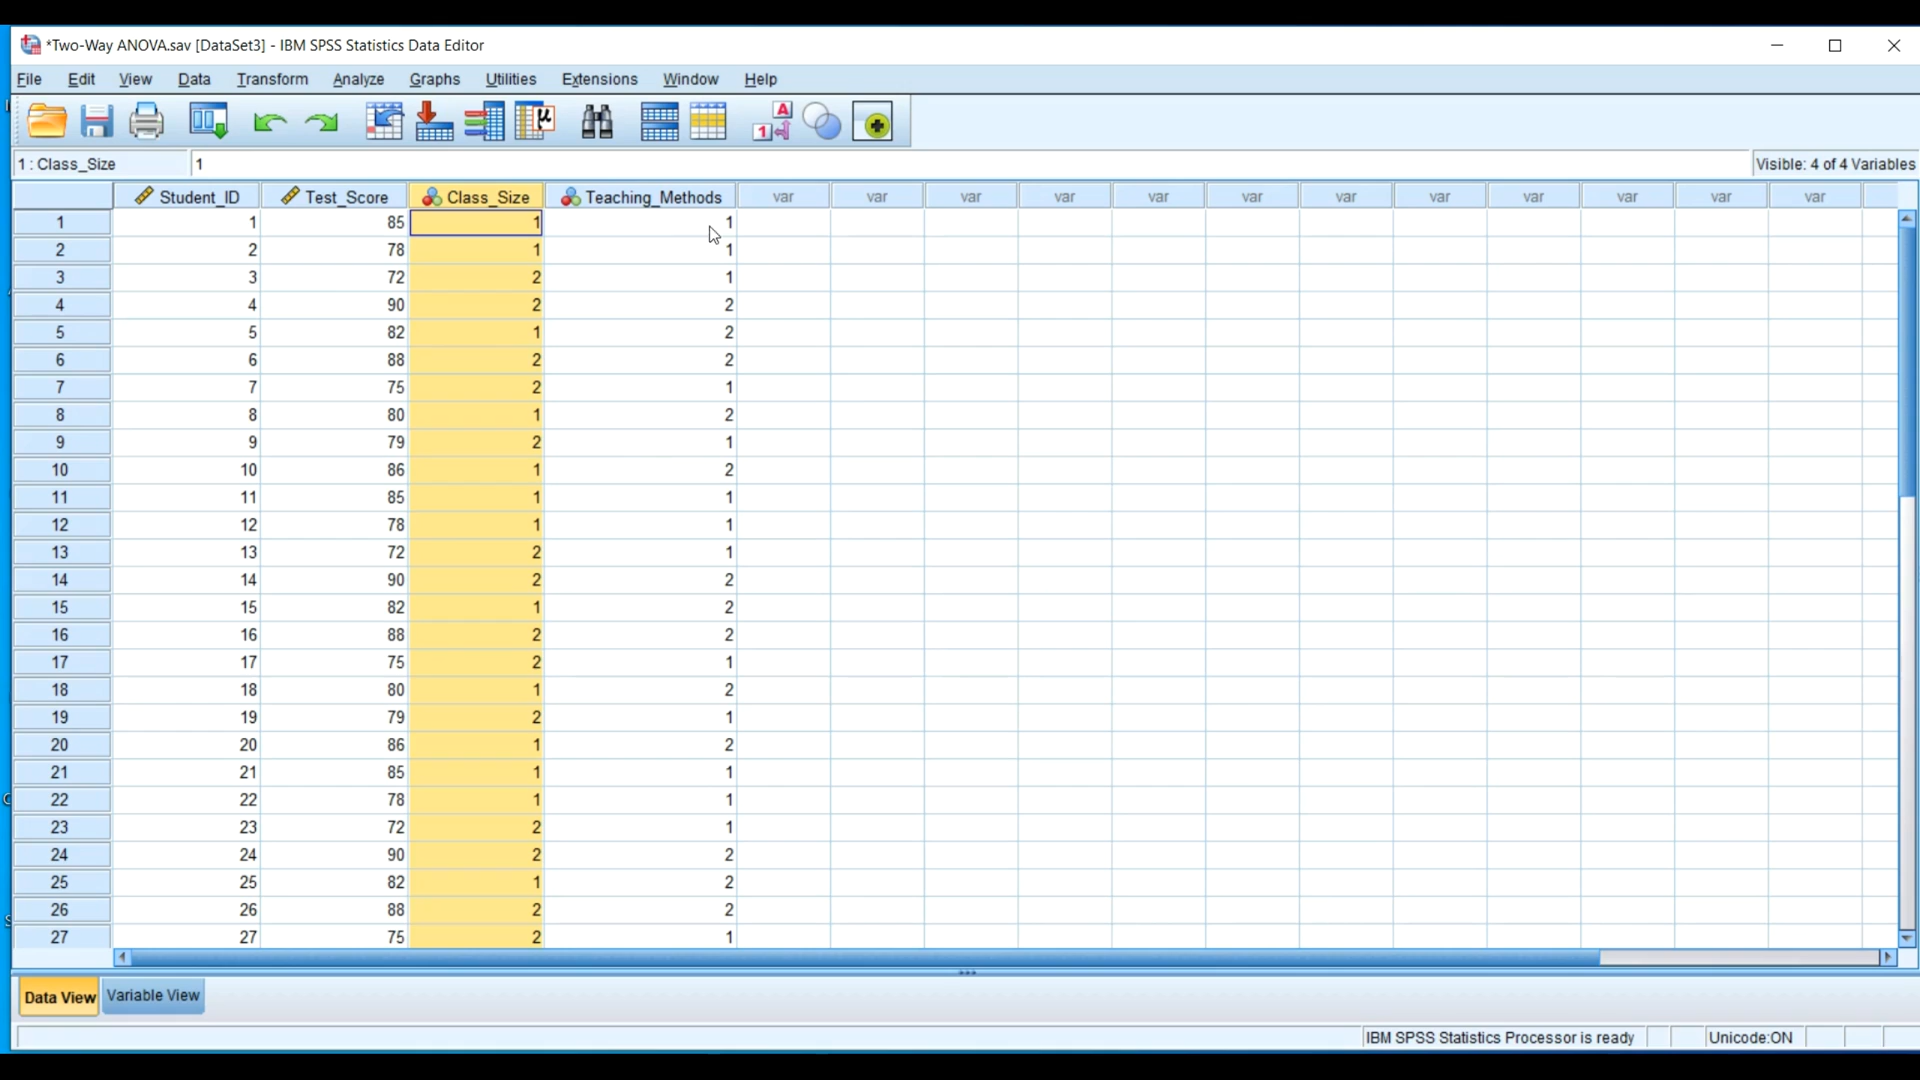 *Two-Way ANOVA.sav [DataSet3] - IBM SPSS Statistics Data Editor
File Edit View Data Transform Analyze Graphs Utilities Extensions Window Help
1 : Class_Size 1 Visible: 4 of 4 Variables
Student_ID Test_Score Class_Size Teaching_Methods var var var var var var var var var var var var
1 1 85 1 1
2 2 78 1 1
3 3 72 2 1
4 4 90 2 2
5 5 82 1 2
6 6 88 2 2
7 7 75 2 1
8 8 80 1 2
9 9 79 2 1
10 10 86 1 2
11 11 85 1 1
12 12 78 1 1
13 13 72 2 1
14 14 90 2 2
15 15 82 1 2
16 16 88 2 2
17 17 75 2 1
18 18 80 1 2
19 19 79 2 1
20 20 86 1 2
21 21 85 1 1
22 22 78 1 1
23 23 72 2 1
24 24 90 2 2
25 25 82 1 2
26 26 88 2 2
27 27 75 2 1
Data View Variable View
IBM SPSS Statistics Processor is ready Unicode:ON